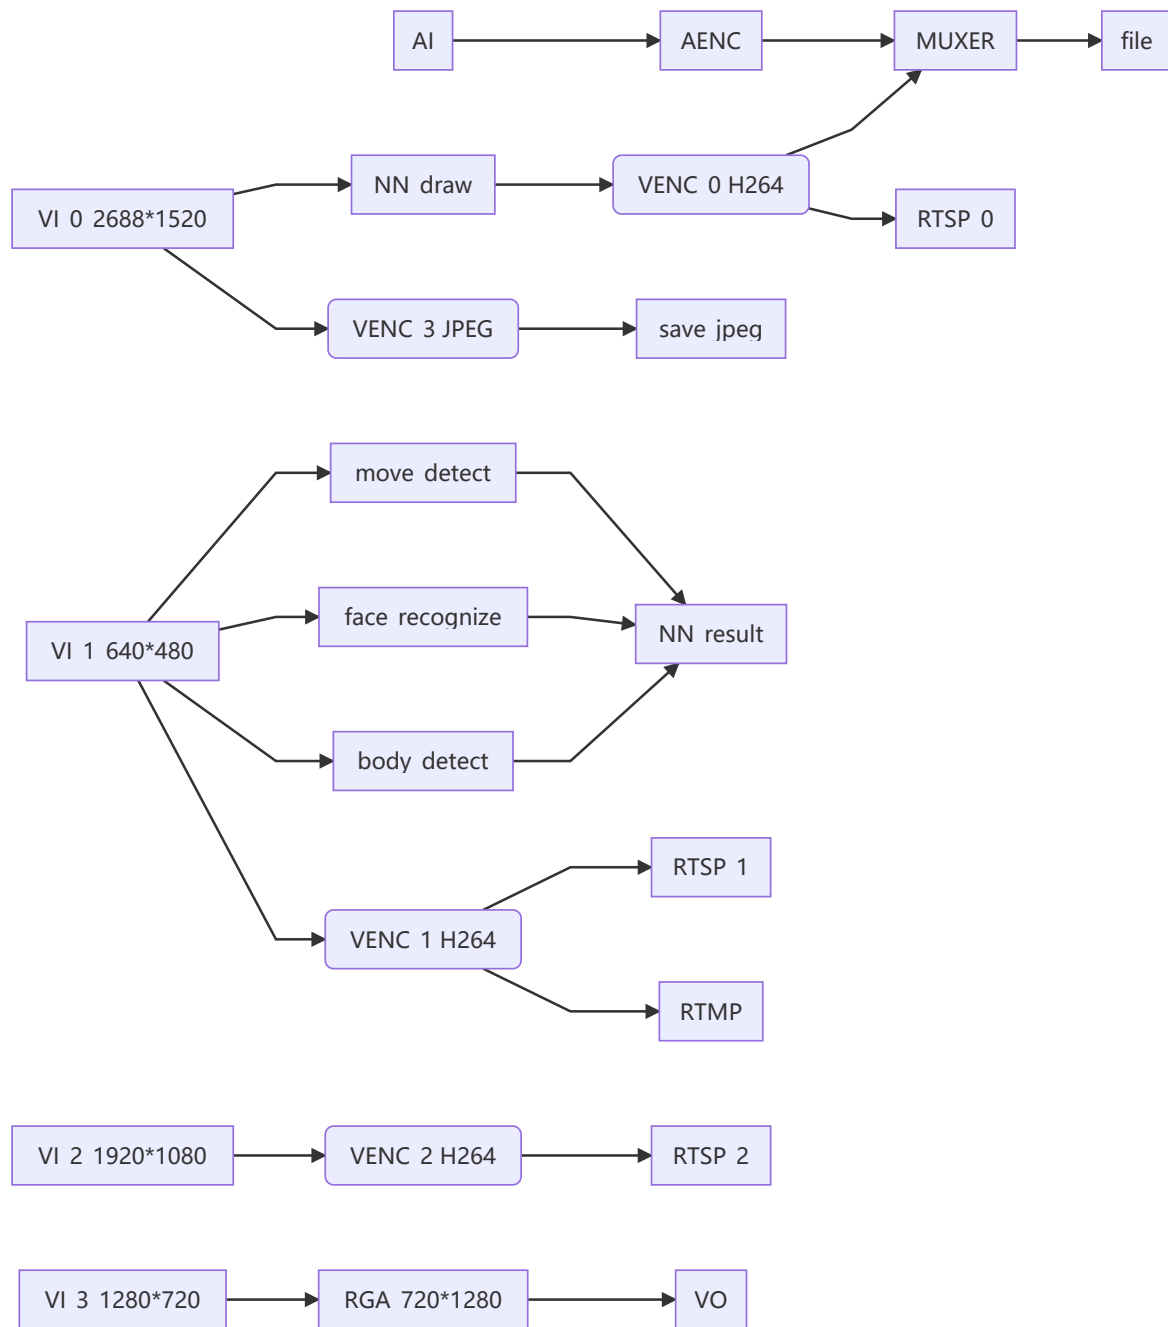 AI
AENC
MUXER
file
NN draw
VENC 0 H264
VI 0 2688*1520
RTSP 0
VENC 3 JPEG
save jpeg
move detect
face recognize
NN result
VI 1 640*480
body detect
RTSP 1
VENC 1 H264
RTMP
VI 2 1920*1080
VENC 2 H264
RTSP 2
VI 3 1280*720
RGA 720*1280
VO